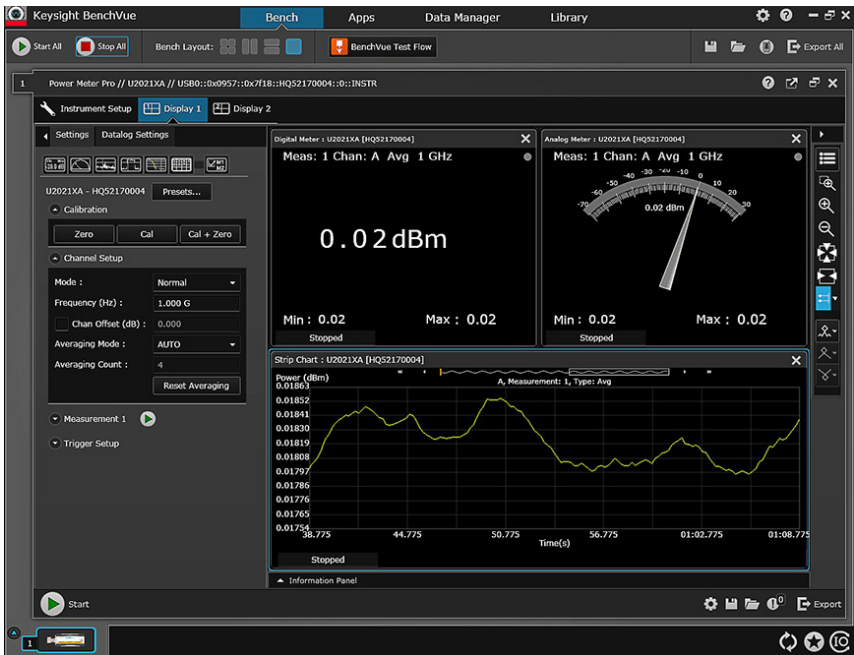 Keysight BenchVue
Bench Apps Data Manager Library
Start All Stop All Bench Layout: BenchVue Test Flow Export All
1 Power Meter Pro // U2021XA // USB0::0x0957::0x7f18::HQ52170004::0::INSTR
Instrument Setup Display 1 Display 2
Settings Datalog Settings
U2021XA - HQ52170004 Presets...
Calibration
Zero Cal Cal + Zero
Channel Setup
Mode : Normal
Frequency (Hz) : 1.000 G
Chan Offset (dB) : 0.000
Averaging Mode : AUTO
Averaging Count : 4
Reset Averaging
Measurement 1
Trigger Setup
Digital Meter : U2021XA [HQ52170004]
Meas: 1 Chan: A Avg 1 GHz
0.02dBm
Min : 0.02 Max : 0.02
Stopped
Analog Meter : U2021XA [HQ52170004]
Meas: 1 Chan: A Avg 1 GHz
-70 -60 -50 -40 -30 -20 -10 0 10 20 30
0.02 dBm
Min : 0.02 Max : 0.02
Stopped
Strip Chart : U2021XA [HQ52170004]
Power (dBm)
A, Measurement: 1, Type: Avg
0.01863
0.01852
0.01841
0.01830
0.01819
0.01808
0.01797
0.01786
0.01776
0.01765
0.01754
38.775 44.775 50.775 56.775 01:02.775 01:08.775
Time(s)
Stopped
Information Panel
Start Export
1